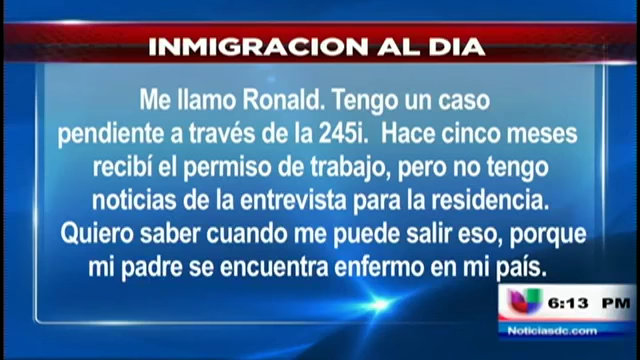 INMIGRACION AL DIA
Me llamo Ronald. Tengo un caso
pendiente a través de la 245i. Hace cinco meses
recibí el permiso de trabajo, pero no tengo
noticias de la entrevista para la residencia.
Quiero saber cuando me puede salir eso, porque
mi padre se encuentra enfermo en mi país.
6:13 PM
Noticiasdc.com